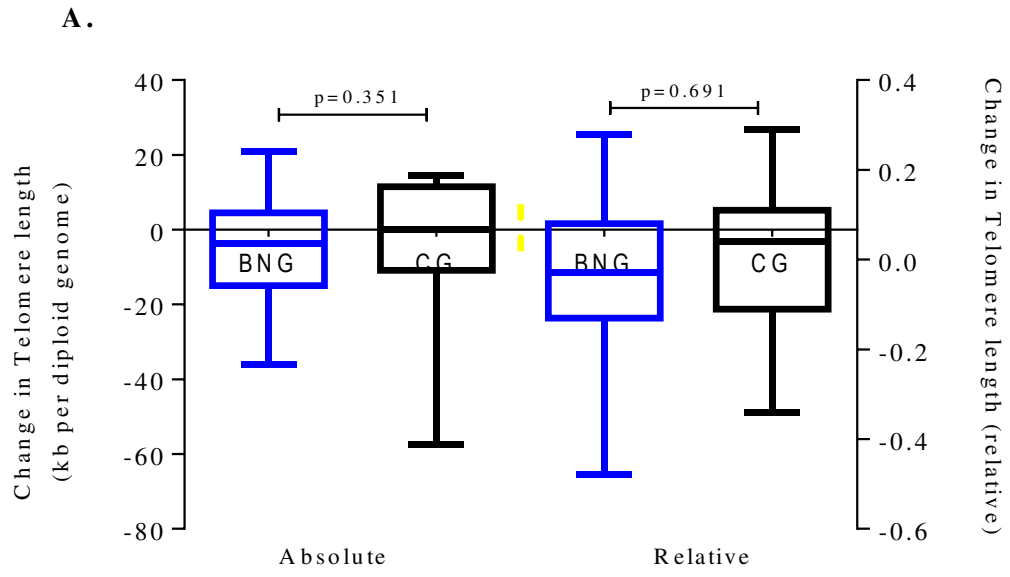 A.
Change in Telomere length
(kb per diploid genome)
40
20
0
-20
-40
-60
-80
p=0.351
p=0.691
BNG
CG
BNG
CG
Absolute
Relative
0.4
0.2
0.0
-0.2
-0.4
-0.6
Change in Telomere length (relative)